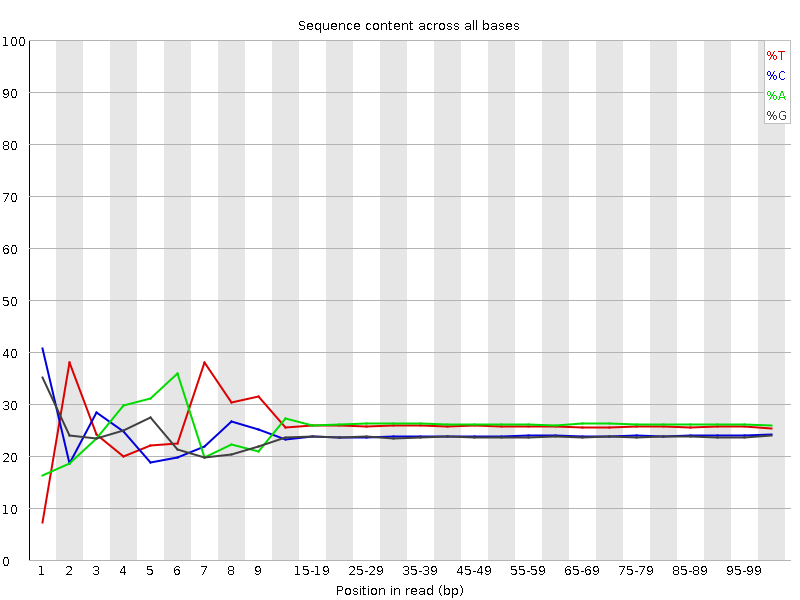 Sequence content across all bases
100
90
80
70
60
50
40
30
20
10
0
%T
%C
%A
%G
1 2 3 4 5 6 7 8 9 15-19 25-29 35-39 45-49 55-59 65-69 75-79 85-89 95-99
Position in read (bp)